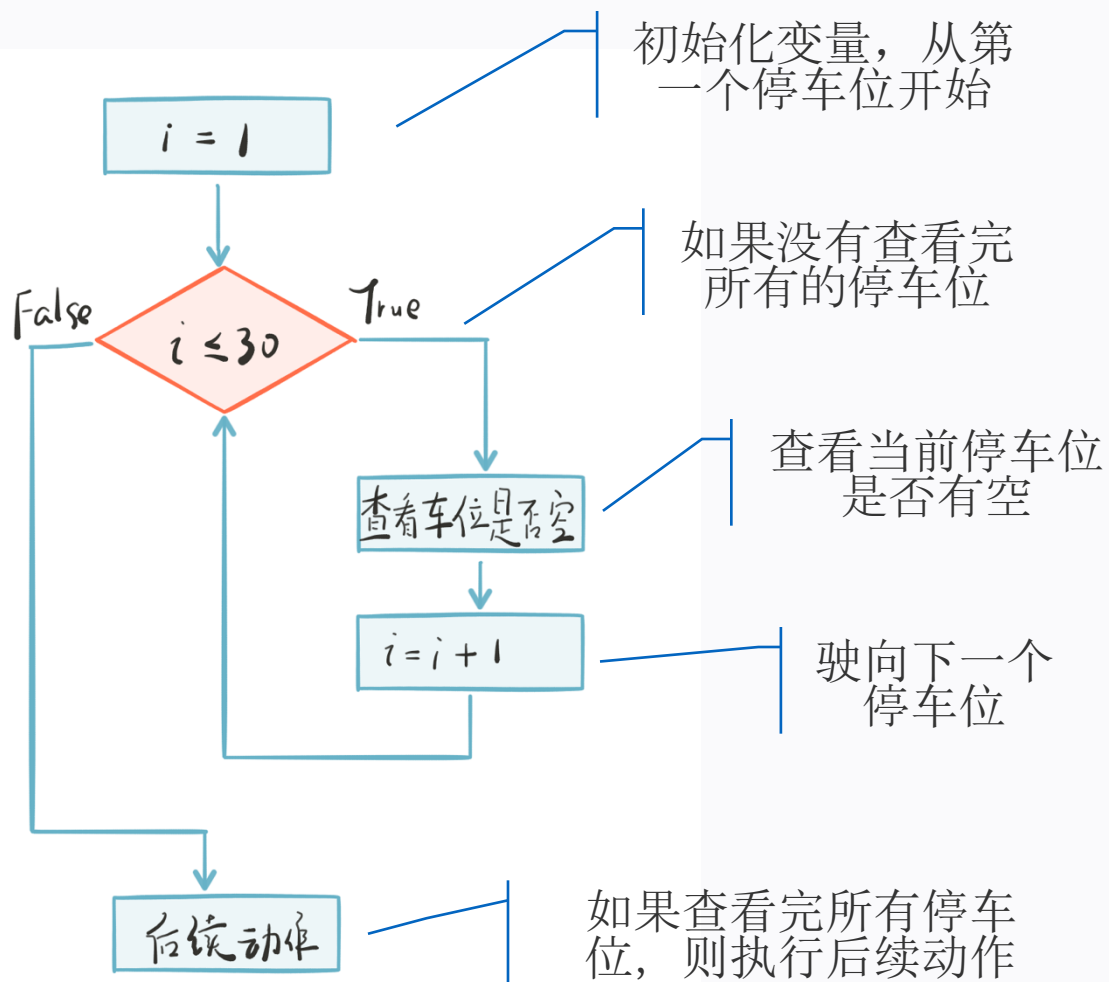 初始化变量，从第
一个停车位开始
i = 1
如果没有查看完
所有的停车位
False
True
i ≤ 30
查看当前停车位
是否有空
查看车位是否空
i = i + 1
驶向下一个
停车位
后续动作
如果查看完所有停车
位，则执行后续动作